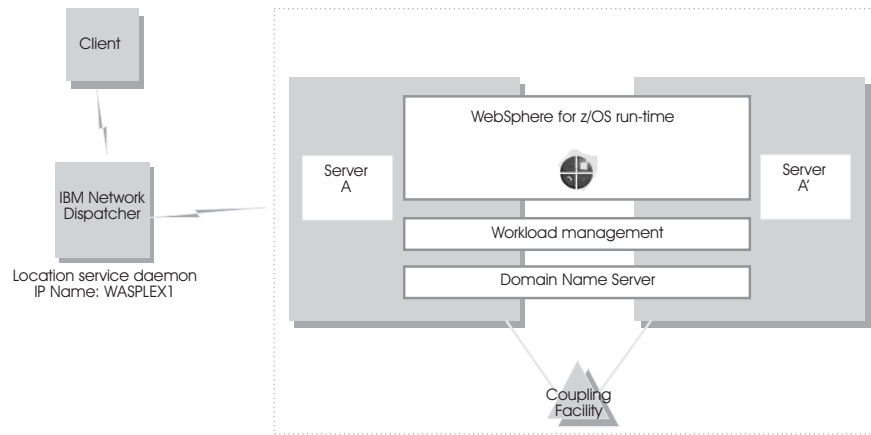 Client
IBM Network
Dispatcher
Location service daemon
IP Name: WASPLEX1
WebSphere for z/OS run-time
Server
A
Server
A′
Workload management
Domain Name Server
Coupling
Facility